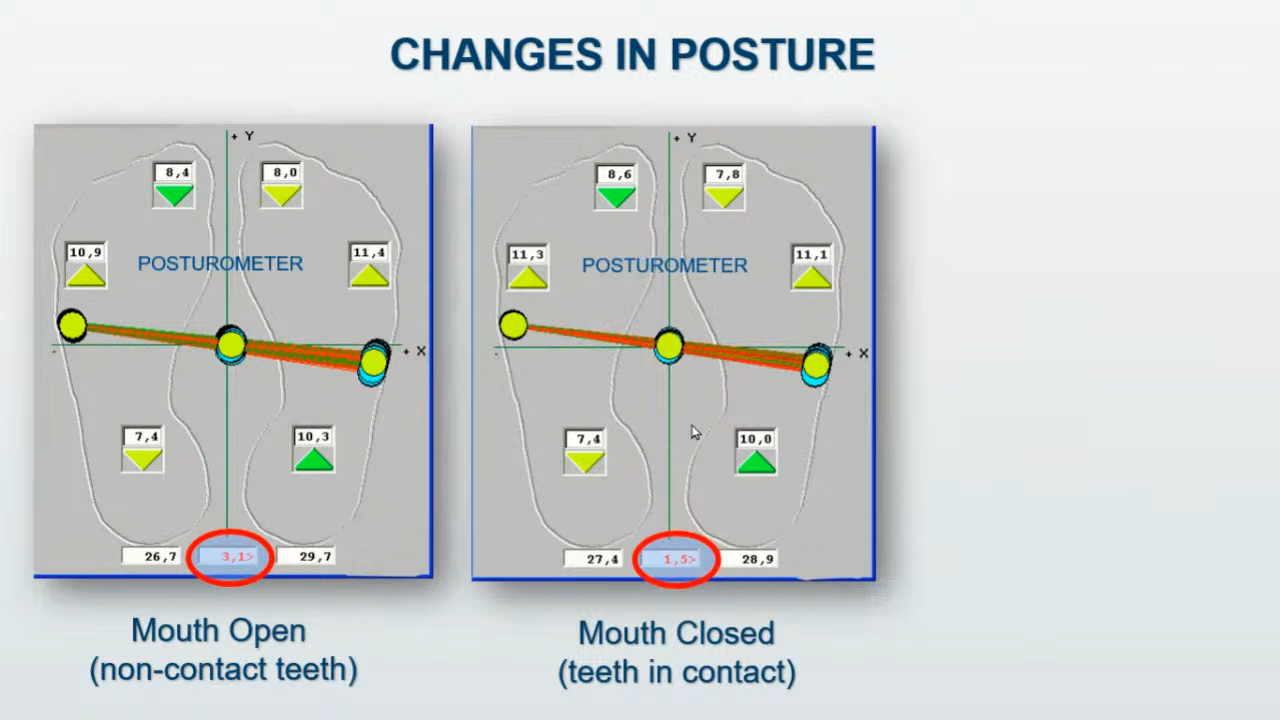 CHANGES IN POSTURE
+ Y
8,4
8,0
10,9
11,4
POSTUROMETER
-
+ X
7,4
10,3
26,7
3,1>
29,7
Mouth Open
(non-contact teeth)
+ Y
8,6
7,8
11,3
11,1
POSTUROMETER
-
+ X
7,4
10,0
27,4
1,5>
28,9
Mouth Closed
(teeth in contact)